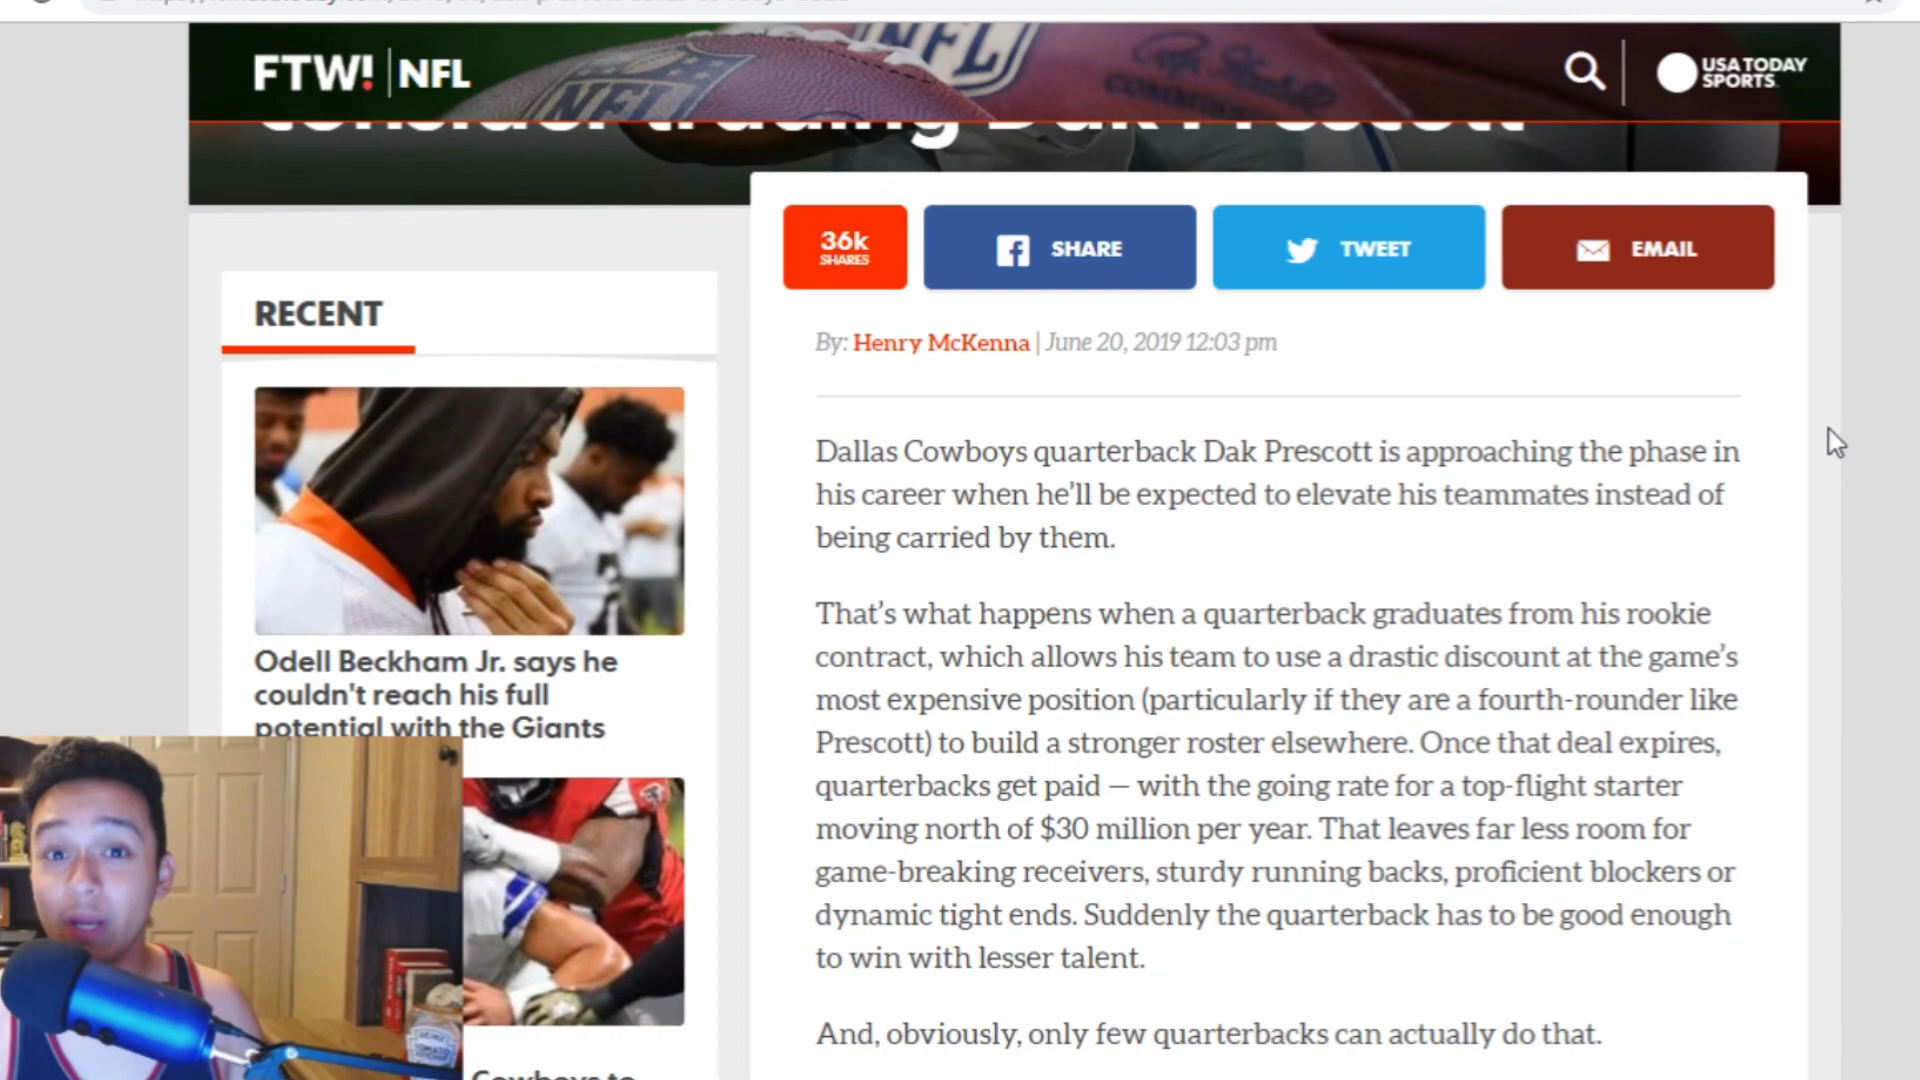 FTW! NFL
USA TODAY
SPORTS
consider trading Dak Prescott
36k
SHARES
SHARE
TWEET
EMAIL
RECENT
By: Henry McKenna | June 20, 2019 12:03 pm
Odell Beckham Jr. says he
couldn't reach his full
potential with the Giants
Cowboys to
Dallas Cowboys quarterback Dak Prescott is approaching the phase in
his career when he’ll be expected to elevate his teammates instead of
being carried by them.
That’s what happens when a quarterback graduates from his rookie
contract, which allows his team to use a drastic discount at the game’s
most expensive position (particularly if they are a fourth-rounder like
Prescott) to build a stronger roster elsewhere. Once that deal expires,
quarterbacks get paid — with the going rate for a top-flight starter
moving north of $30 million per year. That leaves far less room for
game-breaking receivers, sturdy running backs, proficient blockers or
dynamic tight ends. Suddenly the quarterback has to be good enough
to win with lesser talent.
And, obviously, only few quarterbacks can actually do that.